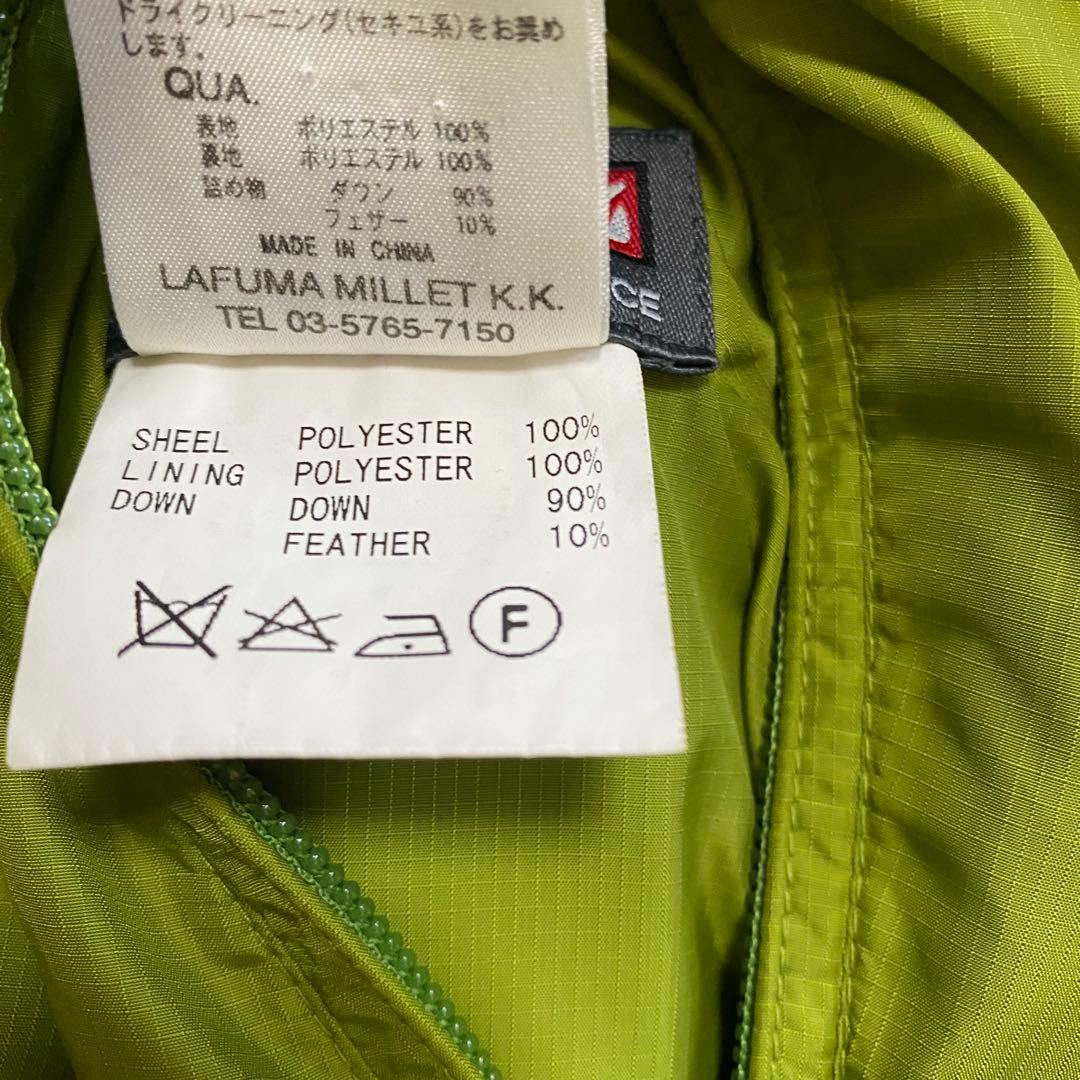 ドライクリーニング(セキユ系)をお奨め
します.
QUA.
表地 ポリエステル 100%
裏地 ポリエステル 100%
詰め物 ダウン 90%
フェザー 10%
MADE IN CHINA
LAFUMA MILLET K.K.
TEL 03-5765-7150
CE
SHEEL POLYESTER 100%
LINING POLYESTER 100%
DOWN DOWN 90%
FEATHER 10%
F